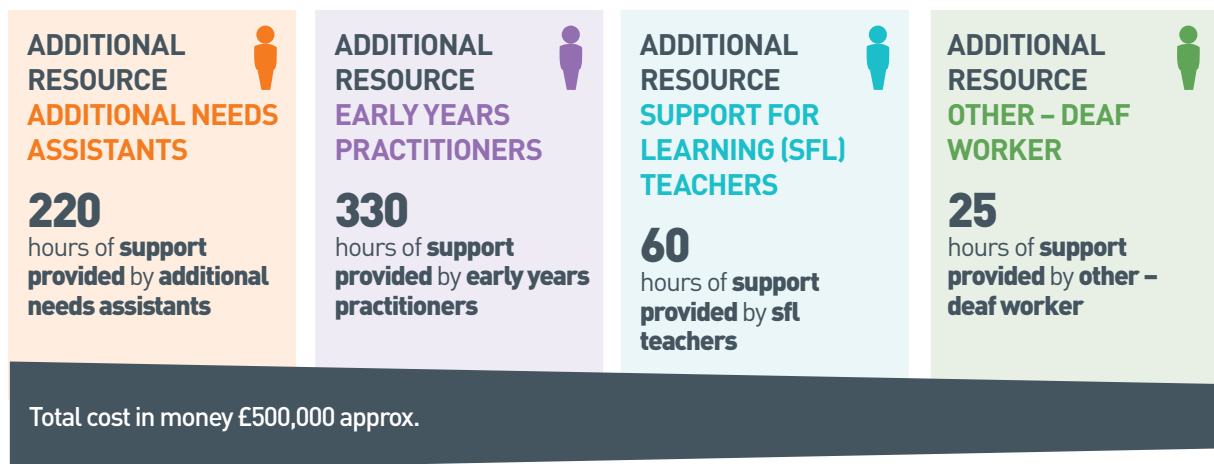 ADDITIONAL
RESOURCE
ADDITIONAL NEEDS
ASSISTANTS
220
hours of support
provided by additional
needs assistants
ADDITIONAL
RESOURCE
EARLY YEARS
PRACTITIONERS
330
hours of support
provided by early years
practitioners
ADDITIONAL
RESOURCE
SUPPORT FOR
LEARNING (SFL)
TEACHERS
60
hours of support
provided by sfl
teachers
ADDITIONAL
RESOURCE
OTHER – DEAF
WORKER
25
hours of support
provided by other –
deaf worker
Total cost in money £500,000 approx.